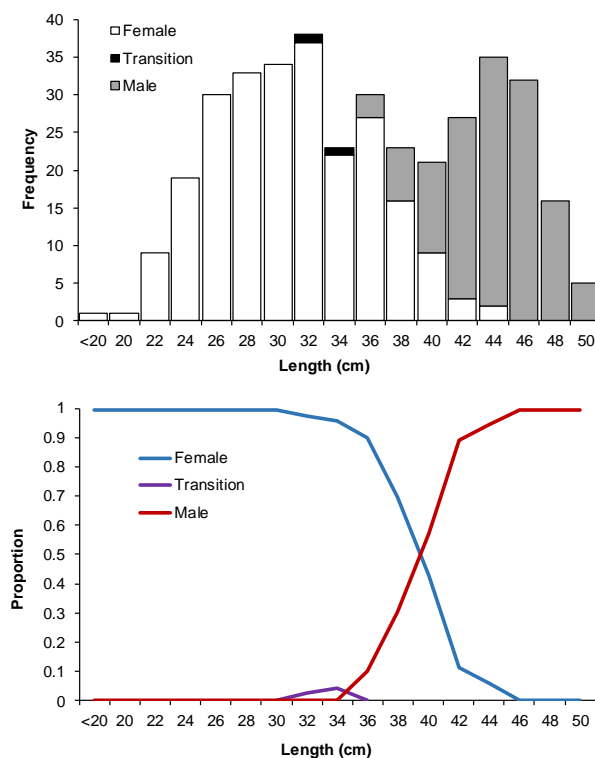 40
35
30
25
20
15
10
5
0
Frequency
Female
Transition
Male
<20 20 22 24 26 28 30 32 34 36 38 40 42 44 46 48 50
Length (cm)
1
0.9
0.8
0.7
0.6
0.5
0.4
0.3
0.2
0.1
0
Proportion
Female
Transition
Male
<20 20 22 24 26 28 30 32 34 36 38 40 42 44 46 48 50
Length (cm)